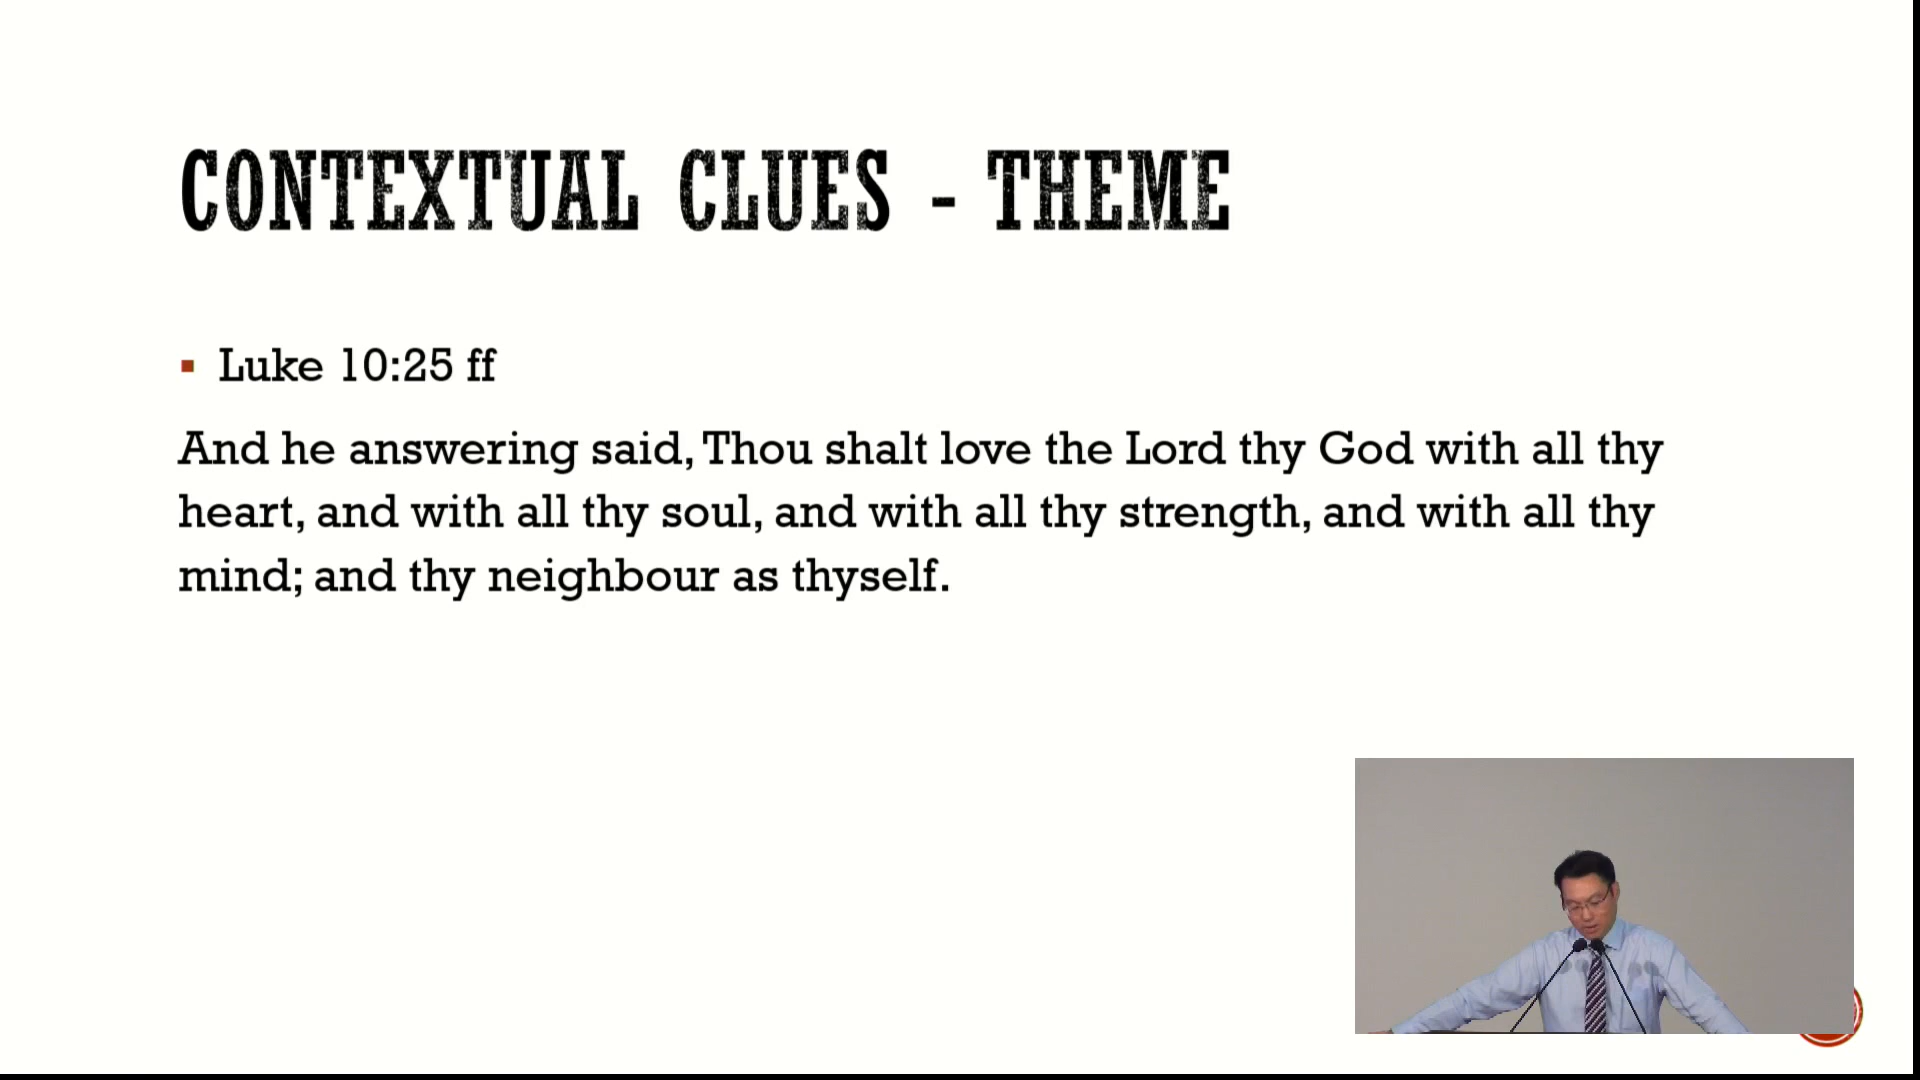 CONTEXTUAL CLUES - THEME
Luke 10:25 ff
And he answering said, Thou shalt love the Lord thy God with all thy
heart, and with all thy soul, and with all thy strength, and with all thy
mind; and thy neighbour as thyself.